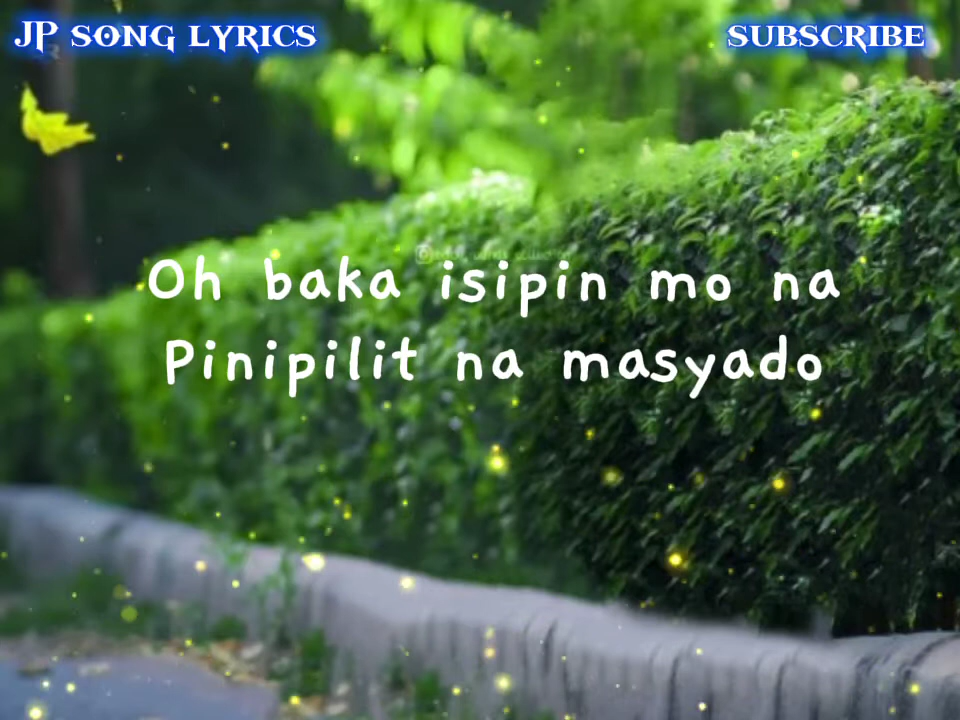 JP SONG LYRICS
SUBSCRIBE
Oh baka isipin mo na
Pinipilit na masyado